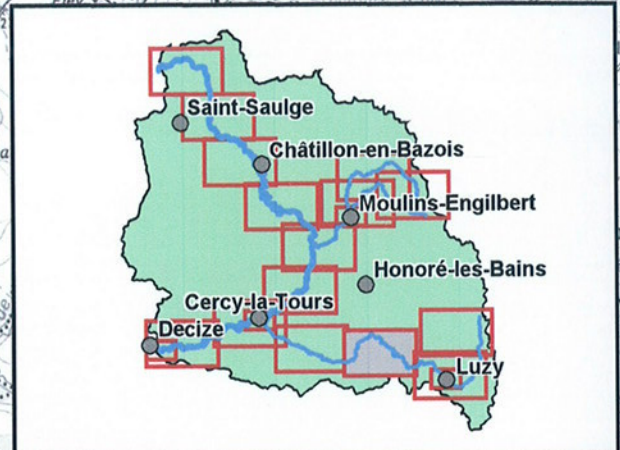 Saint-Saulge
Châtillon-en-Bazois
Moulins-Engilbert
Honoré-les-Bains
Cercy-la-Tours
Decize
Luzy